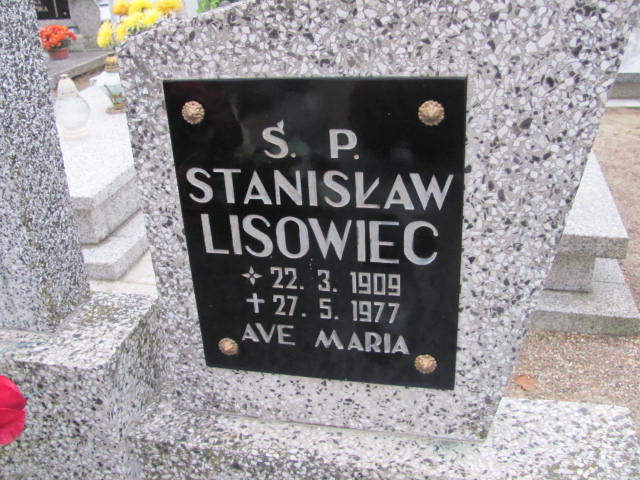 Ś. P.
STANISŁAW
LISOWIEC
22. 3. 1909
27. 5. 1977
AVE MARIA